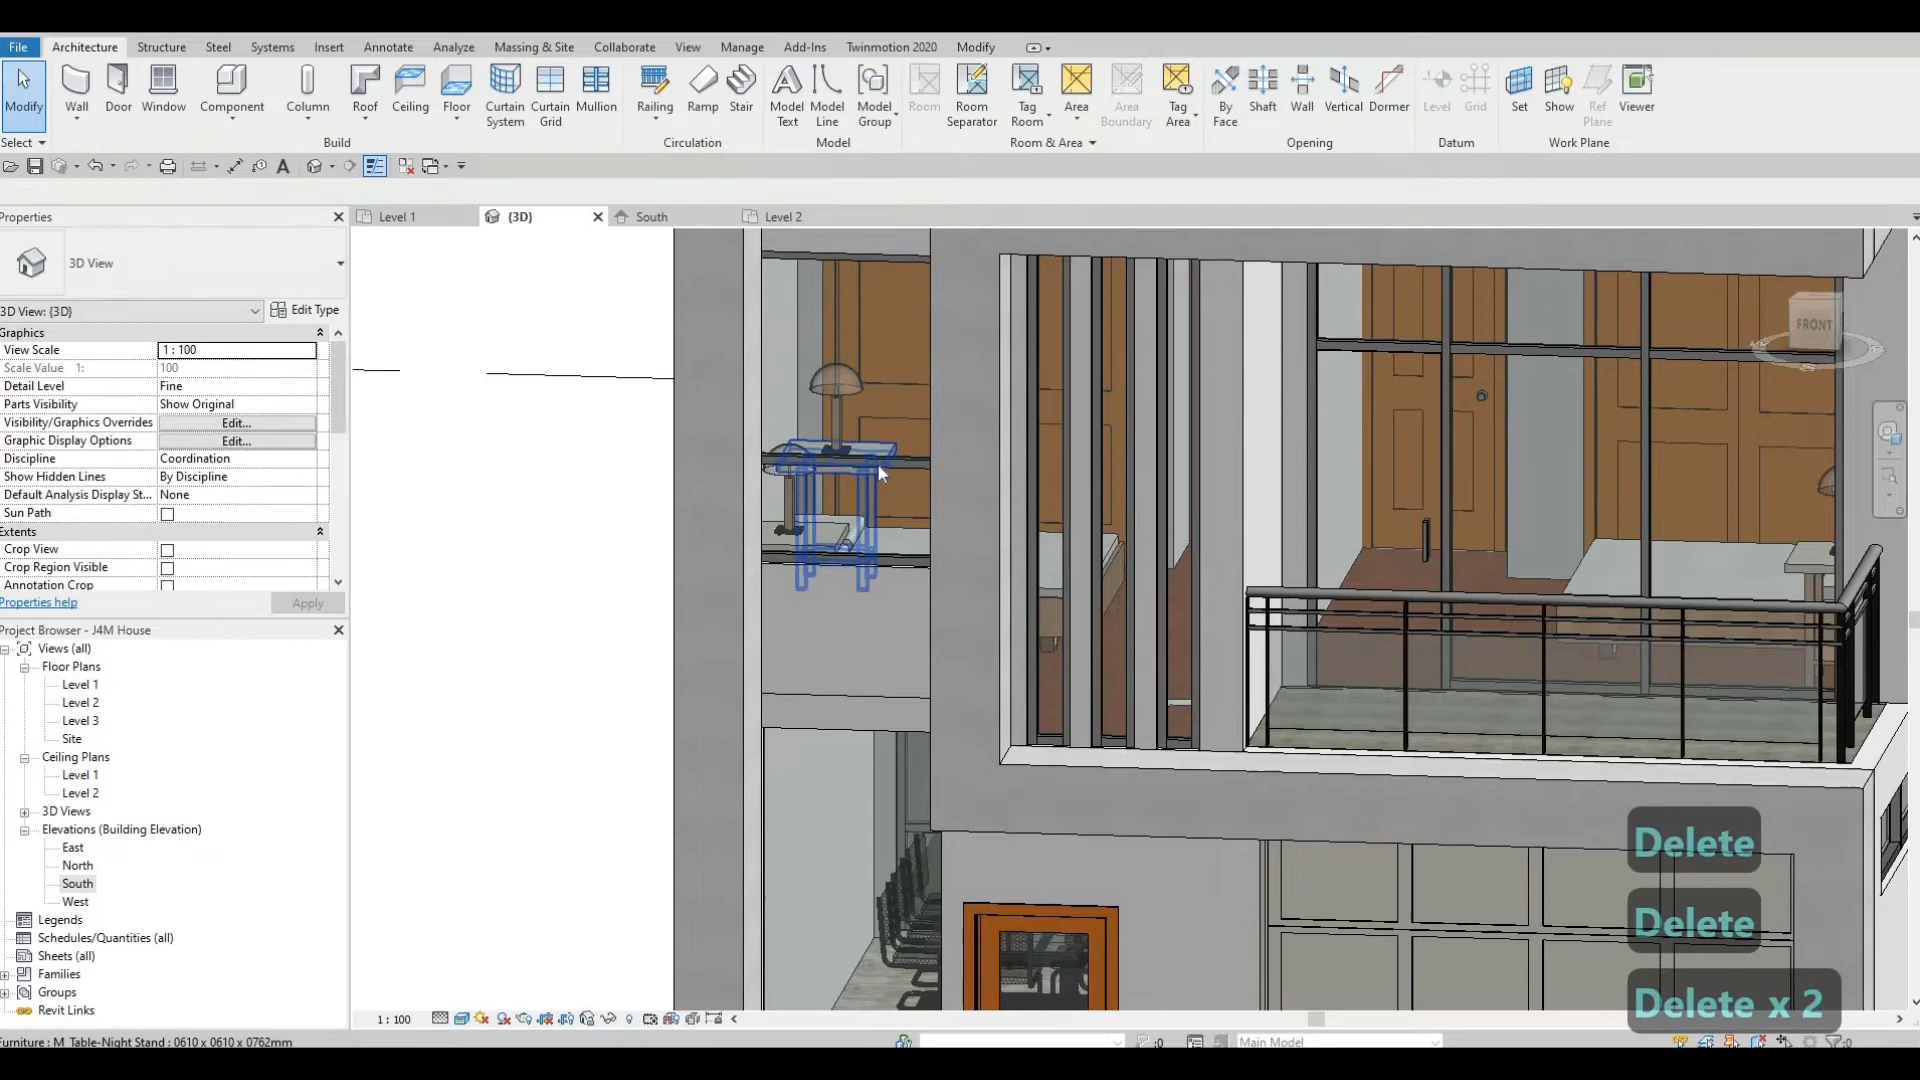 File Architecture Structure Steel Systems Insert Annotate Analyze Massing & Site Collaborate View Manage Add-Ins Twinmotion 2020 Modify
Modify Wall Door Window Component Column Roof Ceiling Floor Curtain System Curtain Grid Mullion Railing Ramp Stair Model Text Model Line Model Group Room Room Separator Tag Room Area Area Boundary Tag Area By Face Shaft Wall Vertical Dormer Level Grid Set Show Ref Plane Viewer
Select Build Circulation Model Room & Area Opening Datum Work Plane
Properties
Level 1 {3D} South Level 2
3D View
3D View: {3D} Edit Type
Graphics
View Scale 1 : 100
Scale Value 1: 100
Detail Level Fine
Parts Visibility Show Original
Visibility/Graphics Overrides Edit...
Graphic Display Options Edit...
Discipline Coordination
Show Hidden Lines By Discipline
Default Analysis Display St... None
Sun Path
Extents
Crop View
Crop Region Visible
Annotation Crop
Properties help Apply
Project Browser - J4M House
Views (all)
Floor Plans
Level 1
Level 2
Level 3
Site
Ceiling Plans
Level 1
Level 2
3D Views
Elevations (Building Elevation)
East
North
South
West
Legends
Schedules/Quantities (all)
Sheets (all)
Families
Groups
Revit Links
FRONT
Delete
Delete
Delete x 2
1 : 100
Furniture : M_Table-Night Stand : 0610 x 0610 x 0762mm :0 Main Model :0